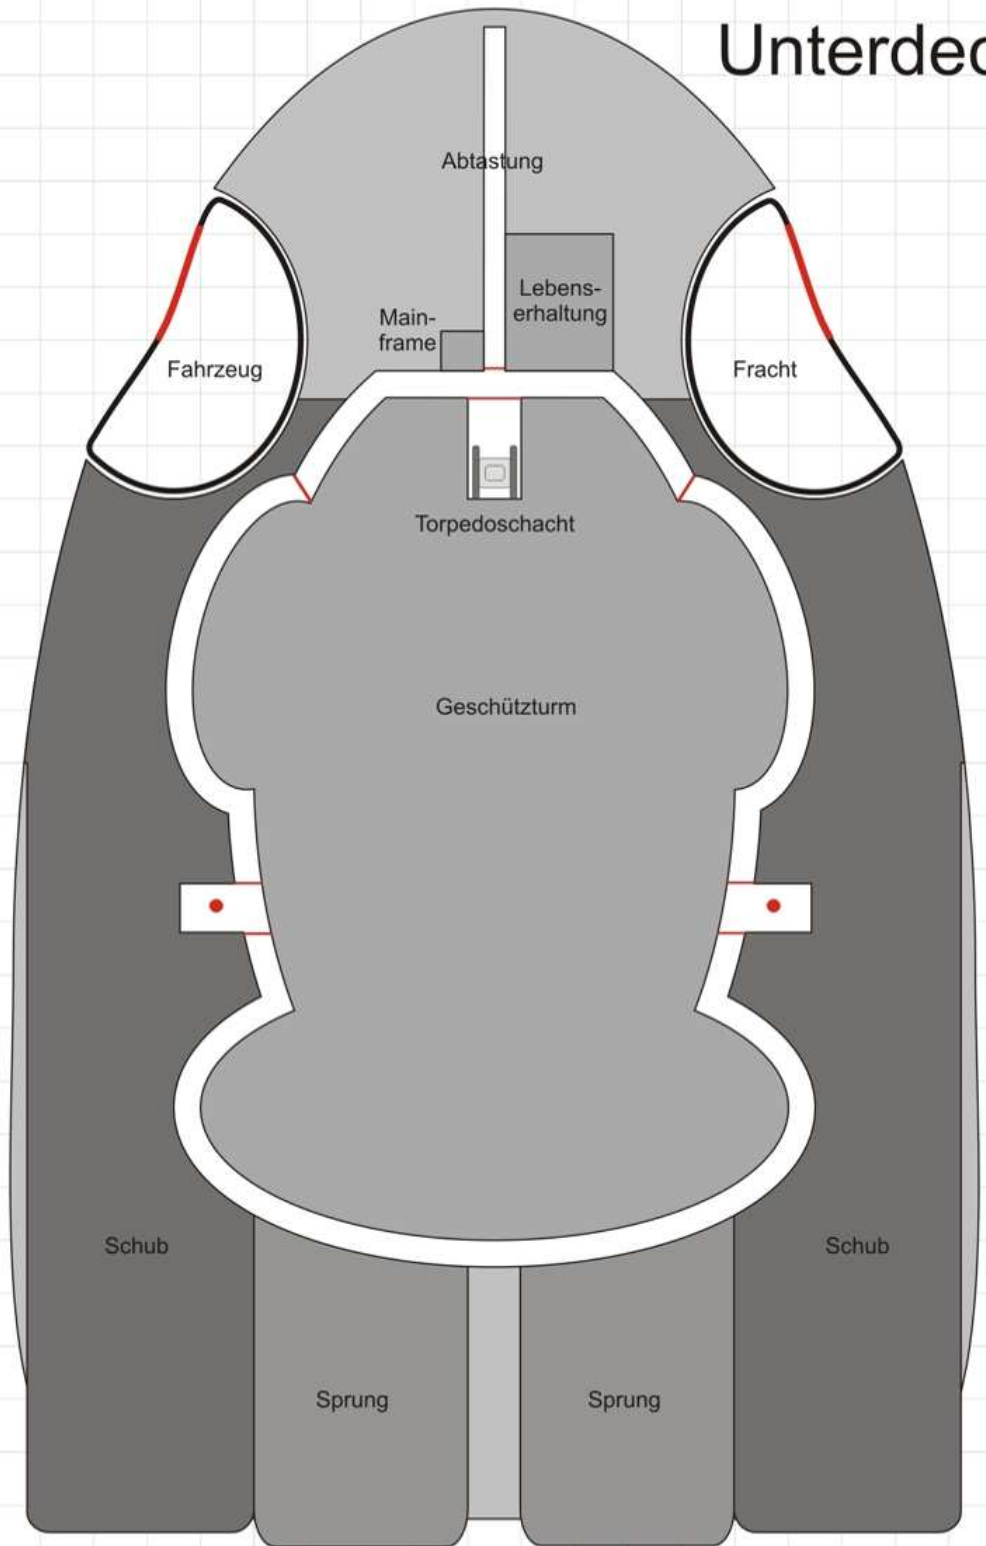 Unterdec
Abtastung
Lebens-
erhaltung
Main-
frame
Fahrzeug
Fracht
Torpedoschacht
Geschützturm
Schub
Schub
Sprung
Sprung